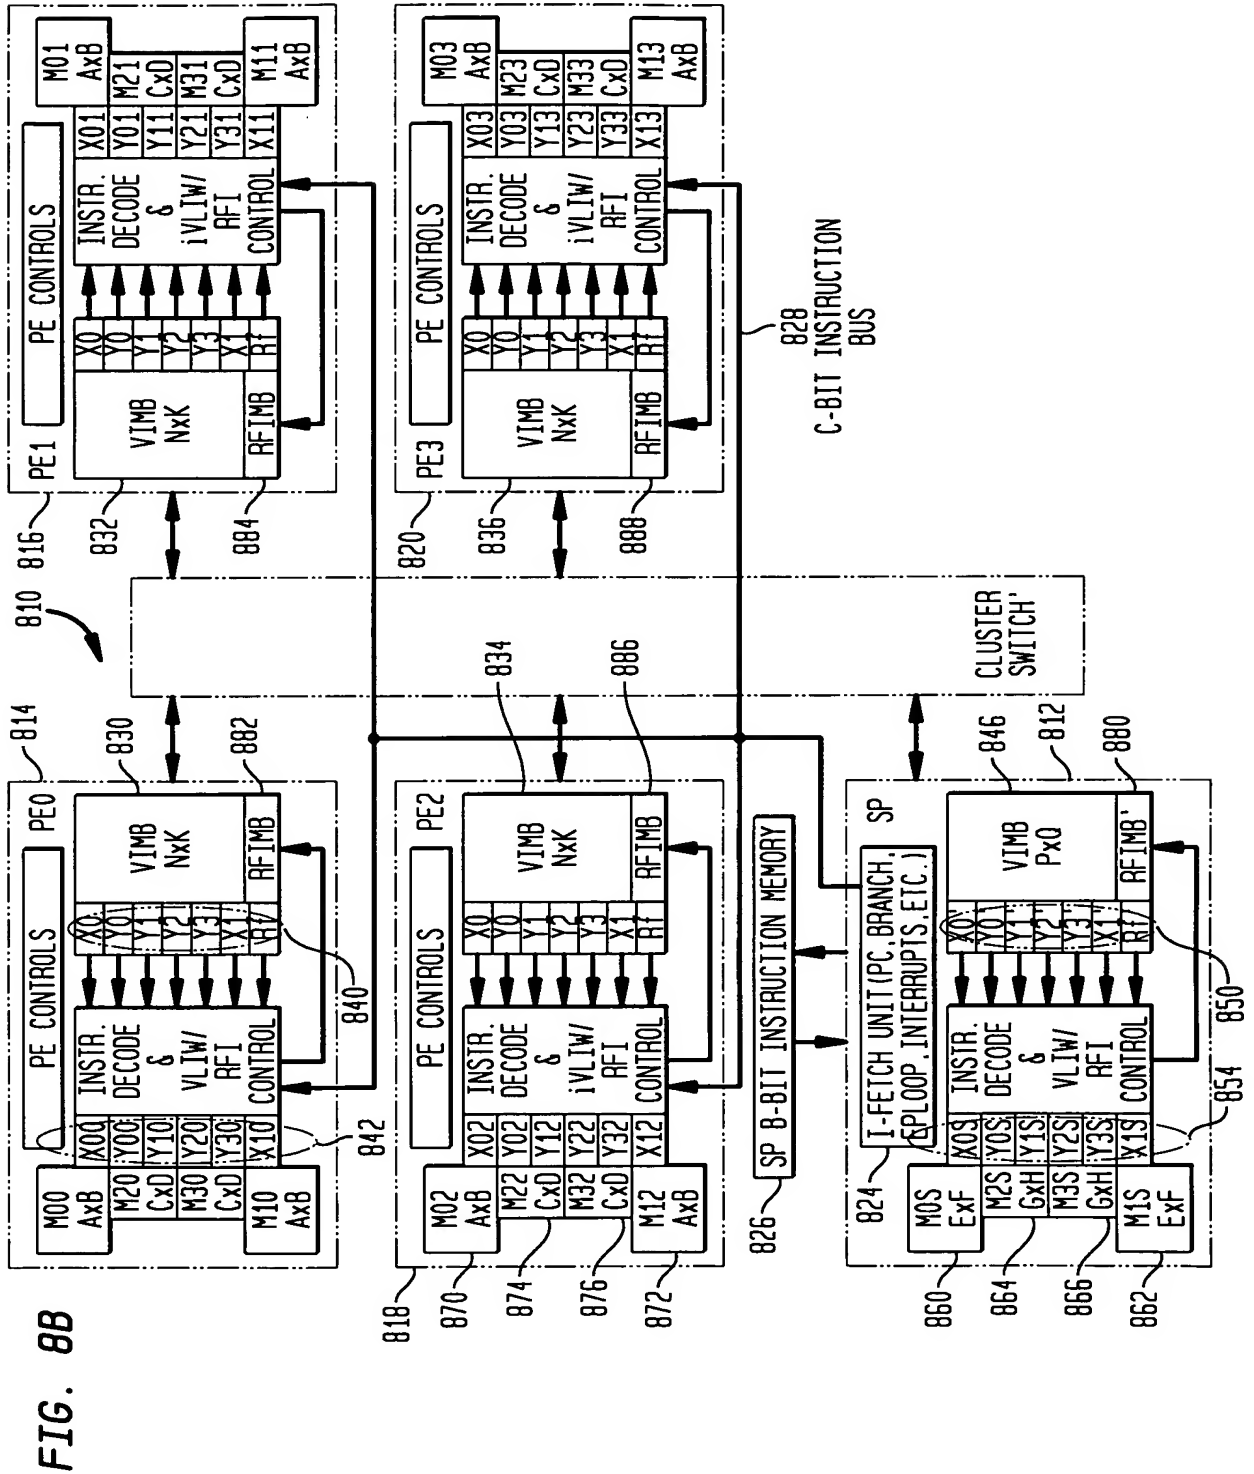 FIG. 8B
810
814
PE CONTROLS
PE0
M00
AxB
M20
CxD
M30
CxD
M10
AxB
X00
Y00
Y10
Y20
Y30
X10
INSTR.
DECODE
&
VLIW/
RFI
CONTROL
X0
Y0
Y1
Y2
Y3
X1
RF
VIMB
NxK
RFIMB
830
882
840
842
816
PE1
PE CONTROLS
832
884
VIMB
NxK
RFIMB
X0
Y0
Y1
Y2
Y3
X1
RF
INSTR.
DECODE
&
iVLIW/
RFI
CONTROL
X01
Y01
Y11
Y21
Y31
X11
M01
AxB
M21
CxD
M31
CxD
M11
AxB
818
PE CONTROLS
PE2
870
874
876
872
M02
AxB
M22
CxD
M32
CxD
M12
AxB
X02
Y02
Y12
Y22
Y32
X12
INSTR.
DECODE
&
iVLIW/
RFI
CONTROL
X0
Y0
Y1
Y2
Y3
X1
RF
VIMB
NxK
RFIMB
834
886
820
PE3
PE CONTROLS
836
888
VIMB
NxK
RFIMB
X0
Y0
Y1
Y2
Y3
X1
RF
INSTR.
DECODE
&
iVLIW/
RFI
CONTROL
X03
Y03
Y13
Y23
Y33
X13
M03
AxB
M23
CxD
M33
CxD
M13
AxB
826
SP B-BIT INSTRUCTION MEMORY
828
C-BIT INSTRUCTION
BUS
824
I-FETCH UNIT(PC,BRANCH,
EPLOOP,INTERRUPTS,ETC.)
SP
860
864
866
862
M0S
ExF
M2S
GxH
M3S
GxH
M1S
ExF
X0S
Y0S
Y1S
Y2S
Y3S
X1S
INSTR.
DECODE
&
VLIW/
RFI
CONTROL
X0'
Y0'
Y1'
Y2'
Y3'
X1'
RF'
VIMB
PxQ
RFIMB'
846
812
880
850
854
CLUSTER
SWITCH'